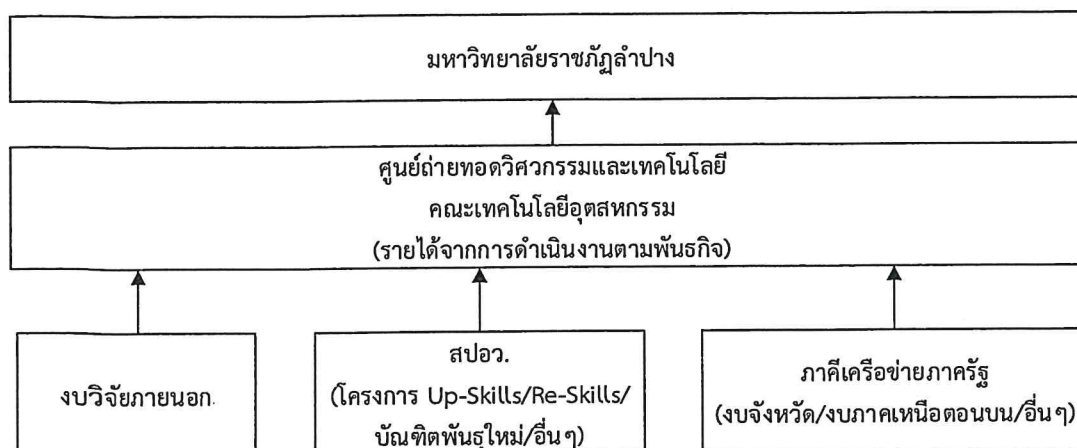 มหาวิทยาลัยราชภัฏลำปาง
ศูนย์ถ่ายทอดวิศวกรรมและเทคโนโลยี
คณะเทคโนโลยีอุตสหกรรม
(รายได้จากการดำเนินงานตามพันธกิจ)
งบวิจัยภายนอก
สปอว.
(โครงการ Up-Skills/Re-Skills/
บัณฑิตพันธุ์ใหม่/อื่นๆ)
ภาคีเครือข่ายภาครัฐ
(งบจังหวัด/งบภาคเหนือตอนบน/อื่นๆ)